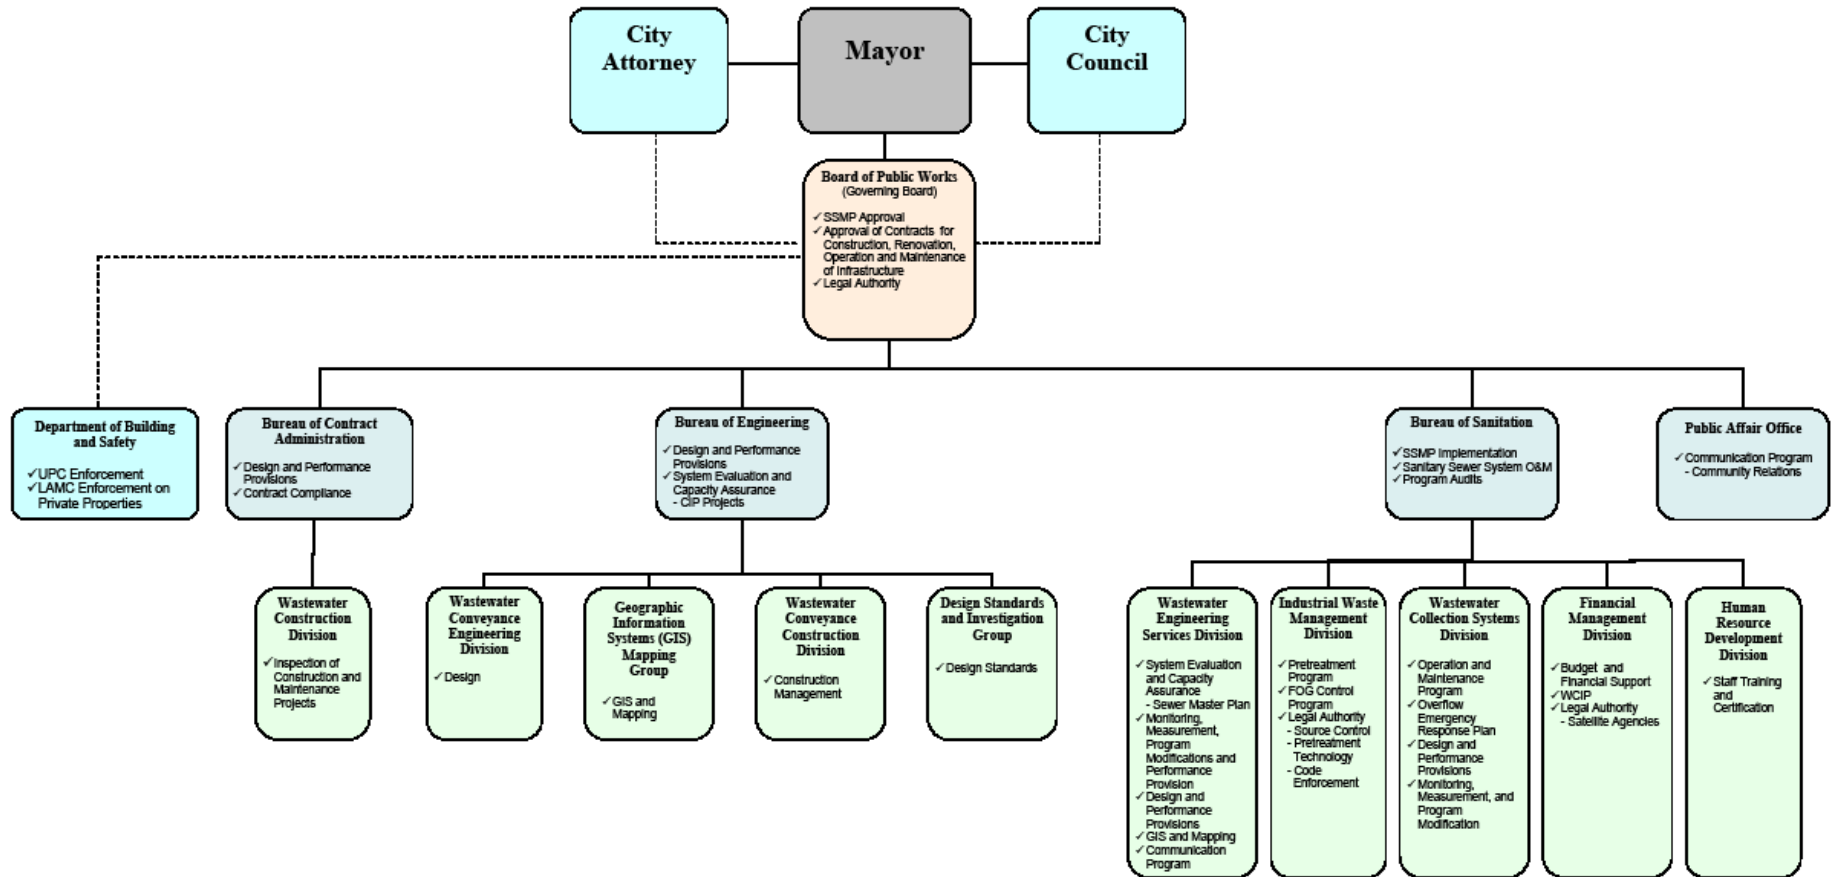 City
Attorney
Mayor
City
Council
Board of Public Works
(Governing Board)
✓ SSMP Approval
✓ Approval of Contracts for
Construction, Renovation,
Operation and Maintenance
of Infrastructure
✓ Legal Authority
Department of Building
and Safety
✓ UPC Enforcement
✓ LAMC Enforcement on
Private Properties
Bureau of Contract
Administration
✓ Design and Performance
Provisions
✓ Contract Compliance
Bureau of Engineering
✓ Design and Performance
Provisions
✓ System Evaluation and
Capacity Assurance
- CIP Projects
Bureau of Sanitation
✓ SSMP Implementation
✓ Sanitary Sewer System O&M
✓ Program Audits
Public Affair Office
✓ Communication Program
- Community Relations
Wastewater
Construction
Division
✓ Inspection of
Construction and
Maintenance
Projects
Wastewater
Conveyance
Engineering
Division
✓ Design
Geographic
Information
Systems (GIS)
Mapping
Group
✓ GIS and
Mapping
Wastewater
Conveyance
Construction
Division
✓ Construction
Management
Design Standards
and Investigation
Group
✓ Design Standards
Wastewater
Engineering
Services Division
✓ System Evaluation
and Capacity
Assurance
- Sewer Master Plan
✓ Monitoring,
Measurement,
Program
Modifications and
Performance
Provision
✓ Design and
Performance
Provisions
✓ GIS and Mapping
✓ Communication
Program
Industrial Waste
Management
Division
✓ Pretreatment
Program
✓ FOG Control
Program
✓ Legal Authority
- Source Control
- Pretreatment
Technology
- Code
Enforcement
Wastewater
Collection Systems
Division
✓ Operation and
Maintenance
Program
✓ Overflow
Emergency
Response Plan
✓ Design and
Performance
Provisions
✓ Monitoring,
Measurement, and
Program
Modification
Financial
Management
Division
✓ Budget and
Financial Support
✓ WCIP
✓ Legal Authority
- Satellite Agencies
Human
Resource
Development
Division
✓ Staff Training
and
Certification